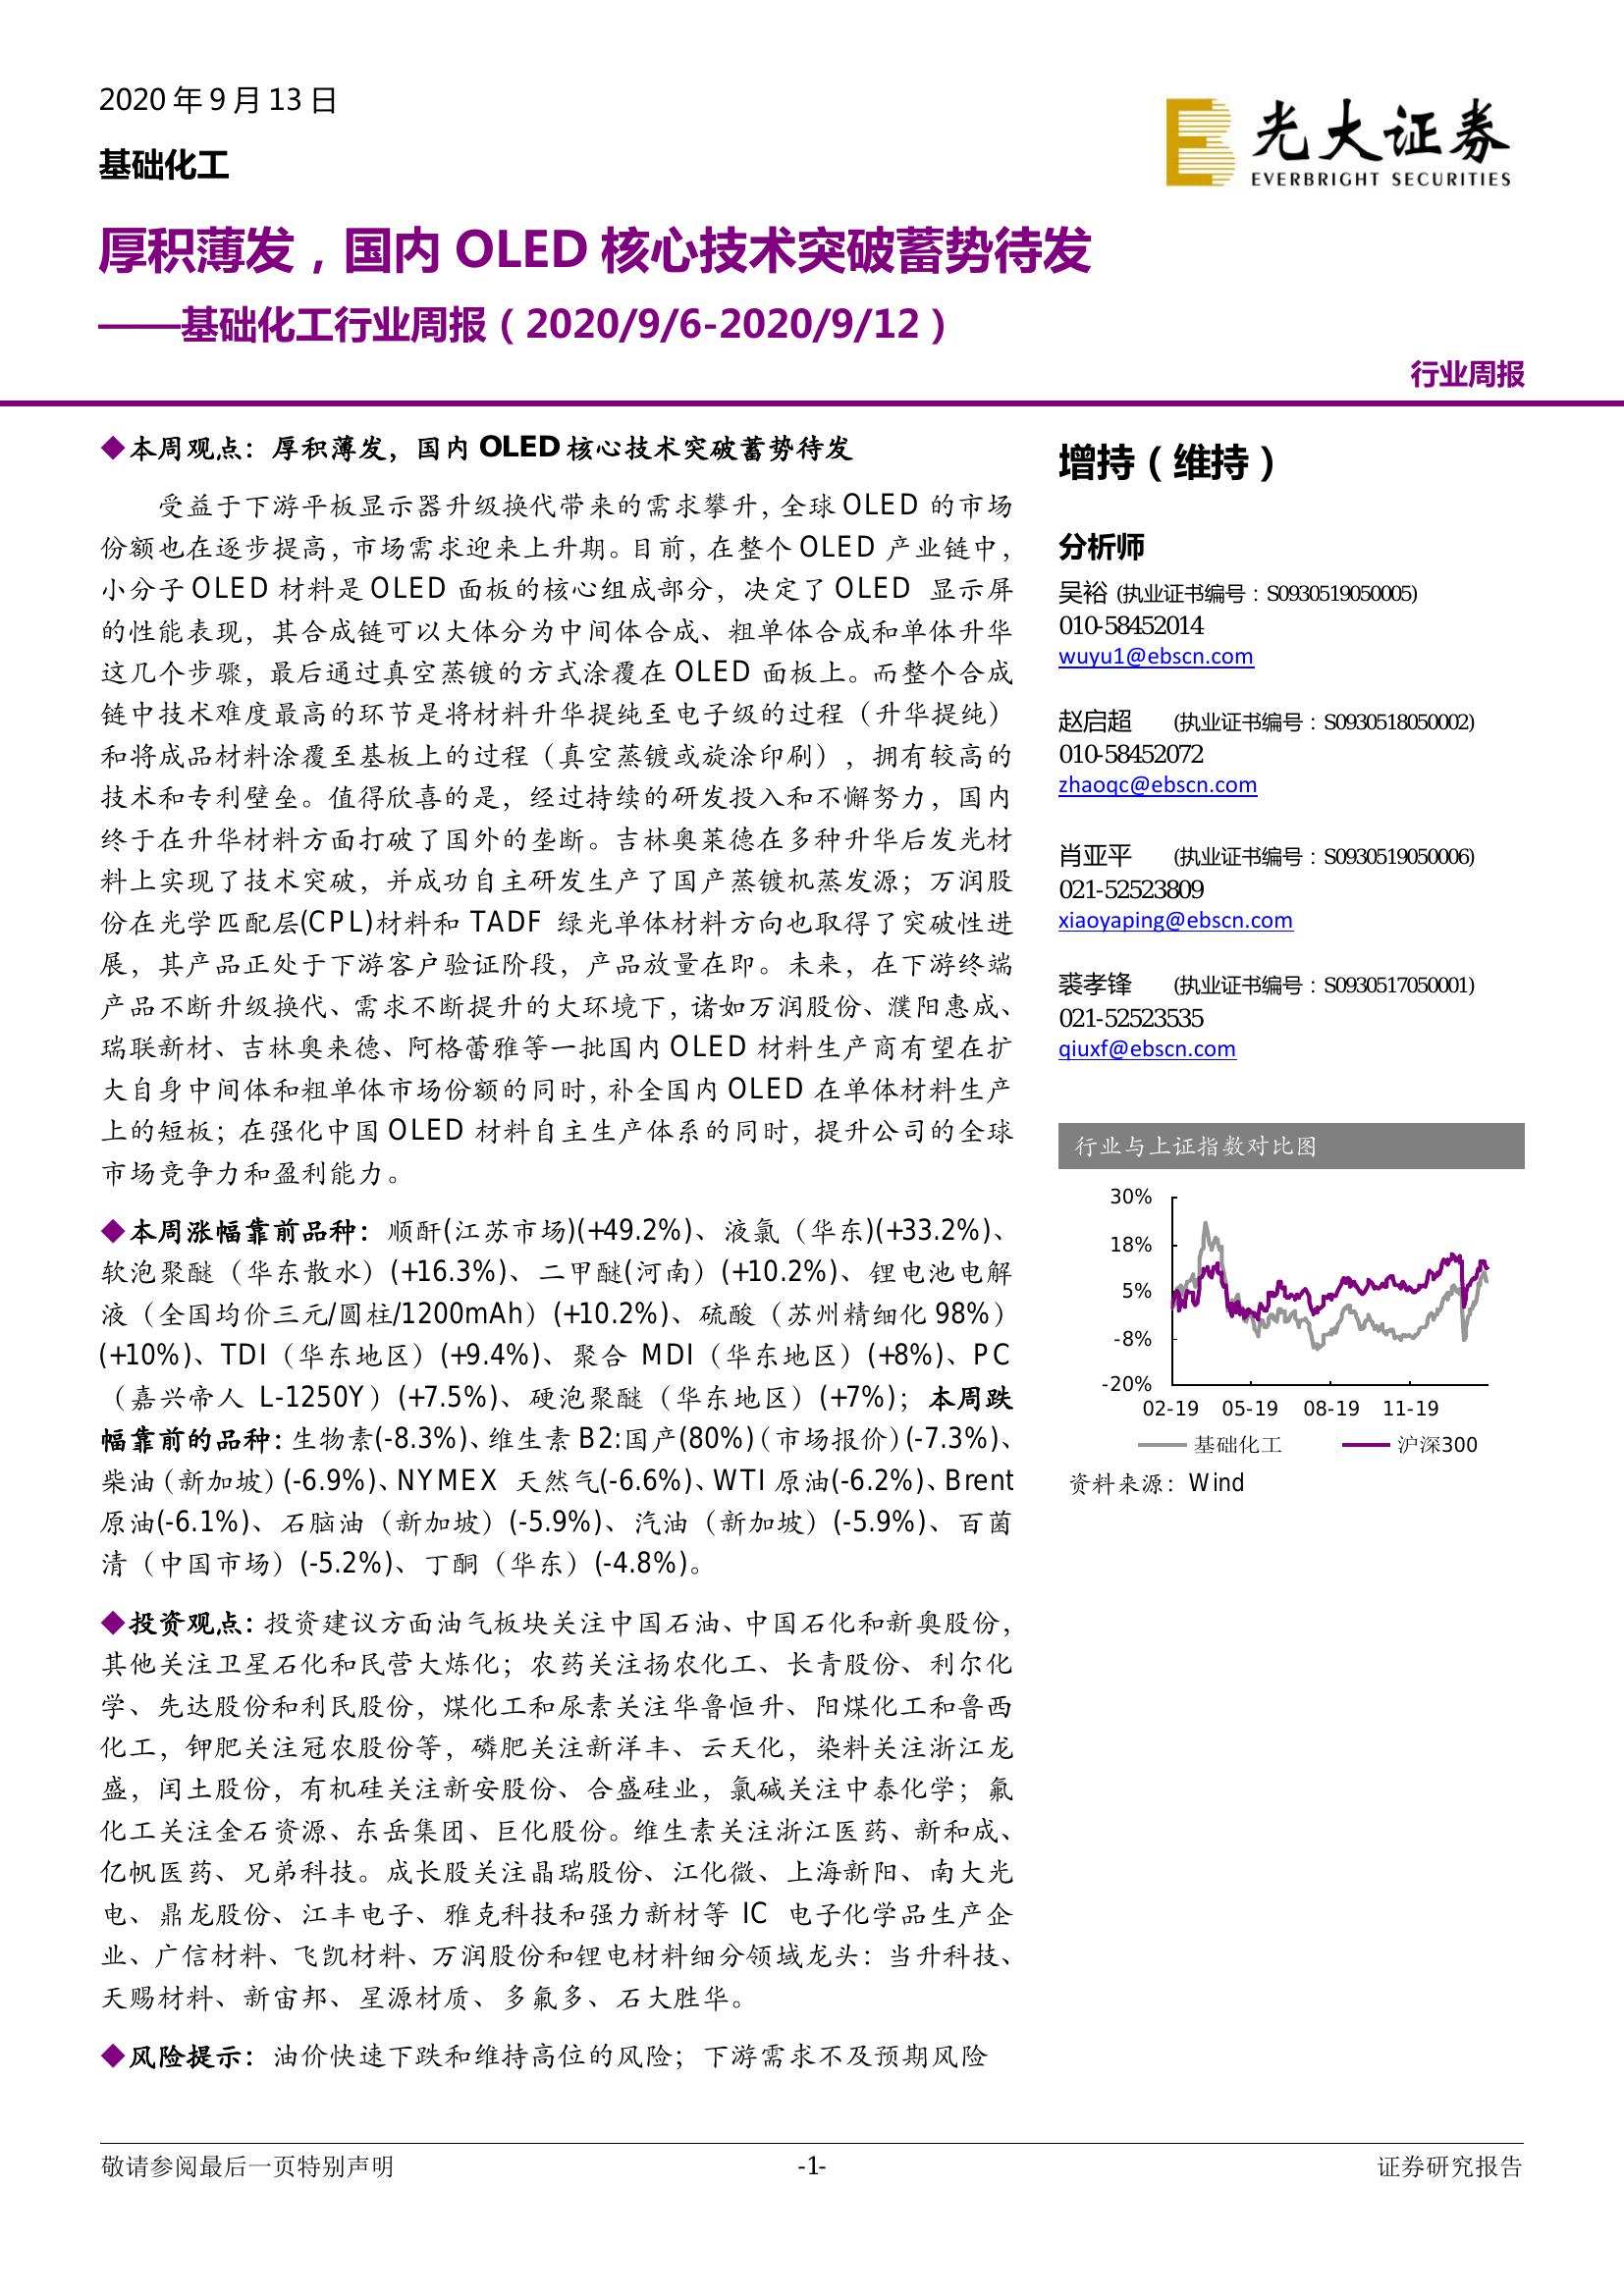 2020 年 9 月 13 日
基础化工
光大证券
EVERBRIGHT SECURITIES
厚积薄发，国内 OLED 核心技术突破蓄势待发
——基础化工行业周报（2020/9/6-2020/9/12）
行业周报
◆本周观点：厚积薄发，国内 OLED 核心技术突破蓄势待发
受益于下游平板显示器升级换代带来的需求攀升，全球 OLED 的市场
份额也在逐步提高，市场需求迎来上升期。目前，在整个 OLED 产业链中，
小分子 OLED 材料是 OLED 面板的核心组成部分，决定了 OLED 显示屏
的性能表现，其合成链可以大体分为中间体合成、粗单体合成和单体升华
这几个步骤，最后通过真空蒸镀的方式涂覆在 OLED 面板上。而整个合成
链中技术难度最高的环节是将材料升华提纯至电子级的过程（升华提纯）
和将成品材料涂覆至基板上的过程（真空蒸镀或旋涂印刷），拥有较高的
技术和专利壁垒。值得欣喜的是，经过持续的研发投入和不懈努力，国内
终于在升华材料方面打破了国外的垄断。吉林奥莱德在多种升华后发光材
料上实现了技术突破，并成功自主研发生产了国产蒸镀机蒸发源；万润股
份在光学匹配层(CPL)材料和 TADF 绿光单体材料方向也取得了突破性进
展，其产品正处于下游客户验证阶段，产品放量在即。未来，在下游终端
产品不断升级换代、需求不断提升的大环境下，诸如万润股份、濮阳惠成、
瑞联新材、吉林奥来德、阿格蕾雅等一批国内 OLED 材料生产商有望在扩
大自身中间体和粗单体市场份额的同时，补全国内 OLED 在单体材料生产
上的短板；在强化中国 OLED 材料自主生产体系的同时，提升公司的全球
市场竞争力和盈利能力。
◆本周涨幅靠前品种：顺酐(江苏市场)(+49.2%)、液氯（华东)(+33.2%)、
软泡聚醚（华东散水）(+16.3%)、二甲醚(河南）(+10.2%)、锂电池电解
液（全国均价三元/圆柱/1200mAh）(+10.2%)、硫酸（苏州精细化 98%）
(+10%)、TDI（华东地区）(+9.4%)、聚合 MDI（华东地区）(+8%)、PC
（嘉兴帝人 L-1250Y）(+7.5%)、硬泡聚醚（华东地区）(+7%)；本周跌
幅靠前的品种：生物素(-8.3%)、维生素 B2:国产(80%)（市场报价）(-7.3%)、
柴油（新加坡）(-6.9%)、NYMEX 天然气(-6.6%)、WTI 原油(-6.2%)、Brent
原油(-6.1%)、石脑油（新加坡）(-5.9%)、汽油（新加坡）(-5.9%)、百菌
清（中国市场）(-5.2%)、丁酮（华东）(-4.8%)。
◆投资观点：投资建议方面油气板块关注中国石油、中国石化和新奥股份，
其他关注卫星石化和民营大炼化；农药关注扬农化工、长青股份、利尔化
学、先达股份和利民股份，煤化工和尿素关注华鲁恒升、阳煤化工和鲁西
化工，钾肥关注冠农股份等，磷肥关注新洋丰、云天化，染料关注浙江龙
盛，闰土股份，有机硅关注新安股份、合盛硅业，氯碱关注中泰化学；氟
化工关注金石资源、东岳集团、巨化股份。维生素关注浙江医药、新和成、
亿帆医药、兄弟科技。成长股关注晶瑞股份、江化微、上海新阳、南大光
电、鼎龙股份、江丰电子、雅克科技和强力新材等 IC 电子化学品生产企
业、广信材料、飞凯材料、万润股份和锂电材料细分领域龙头：当升科技、
天赐材料、新宙邦、星源材质、多氟多、石大胜华。
◆风险提示：油价快速下跌和维持高位的风险；下游需求不及预期风险
增持（维持）
分析师
吴裕 (执业证书编号：S0930519050005)
010-58452014
wuyu1@ebscn.com
赵启超 (执业证书编号：S0930518050002)
010-58452072
zhaoqc@ebscn.com
肖亚平 (执业证书编号：S0930519050006)
021-52523809
xiaoyaping@ebscn.com
裘孝锋 (执业证书编号：S0930517050001)
021-52523535
qiuxf@ebscn.com
行业与上证指数对比图
30%
18%
5%
-8%
-20%
02-19 05-19 08-19 11-19
基础化工 沪深300
资料来源：Wind
敬请参阅最后一页特别声明 -1- 证券研究报告